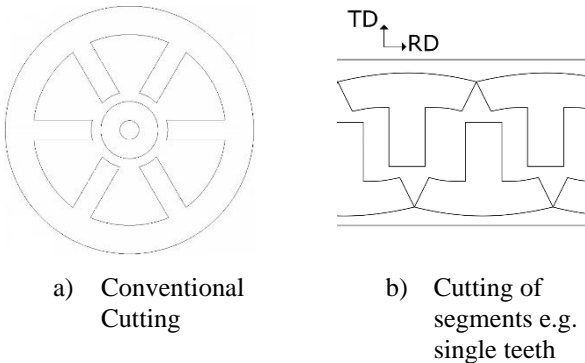 TD
RD
a) Conventional
Cutting
b) Cutting of
segments e.g.
single teeth